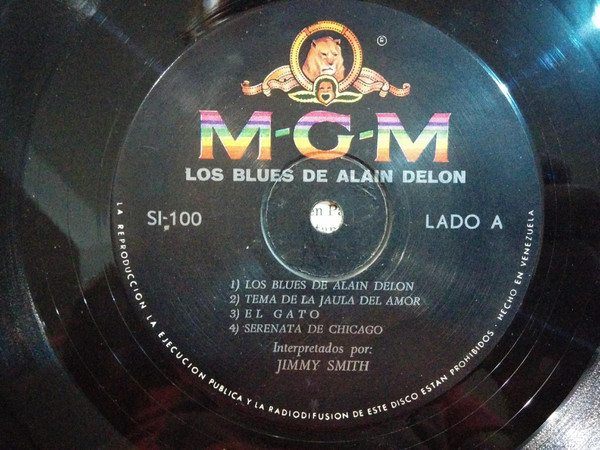 M-G-M
LOS BLUES DE ALAIN DELON
SI-100
LADO A
1) LOS BLUES DE ALAIN DELON
2) TEMA DE LA JAULA DEL AMOR
3) EL GATO
4) SERENATA DE CHICAGO
Interpretados por:
JIMMY SMITH
LA REPRODUCCION LA EJECUCION PUBLICA Y LA RADIODIFUSION DE ESTE DISCO ESTAN PROHIBIDOS. HECHO EN VENEZUELA